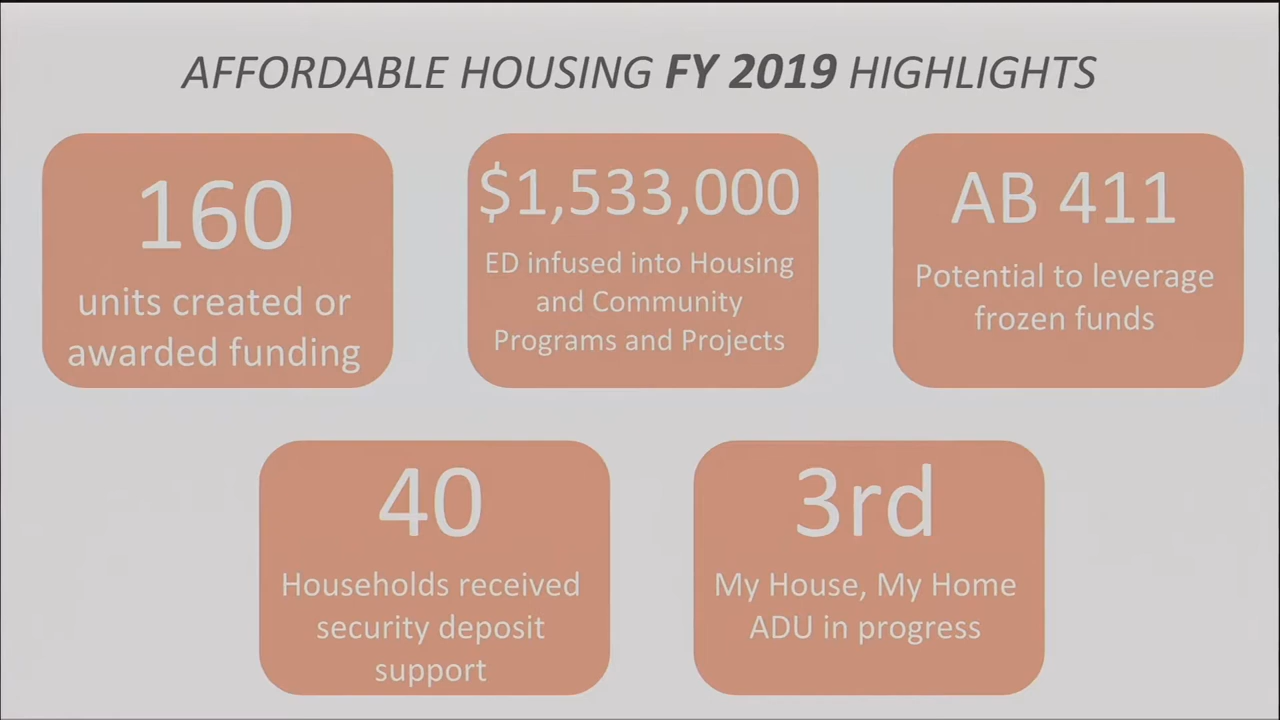 AFFORDABLE HOUSING FY 2019 HIGHLIGHTS
160
units created or
awarded funding
$1,533,000
ED infused into Housing
and Community
Programs and Projects
AB 411
Potential to leverage
frozen funds
40
Households received
security deposit
support
3rd
My House, My Home
ADU in progress